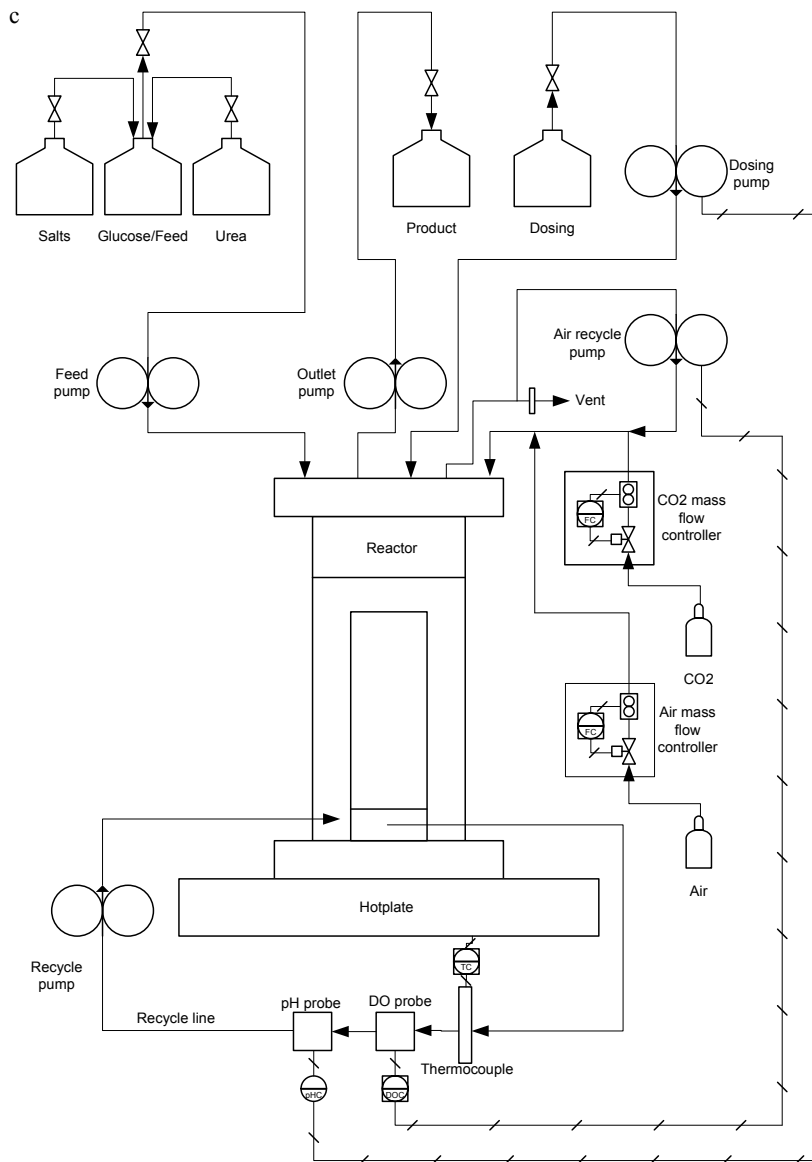 c
Salts
Glucose/Feed
Urea
Product
Dosing
Dosing
pump
Feed
pump
Outlet
pump
Air recycle
pump
Vent
Reactor
FC
CO2 mass
flow
controller
CO2
FC
Air mass
flow
controller
Air
Hotplate
Recycle
pump
TC
Recycle line
pH probe
DO probe
Thermocouple
pHC
DOC